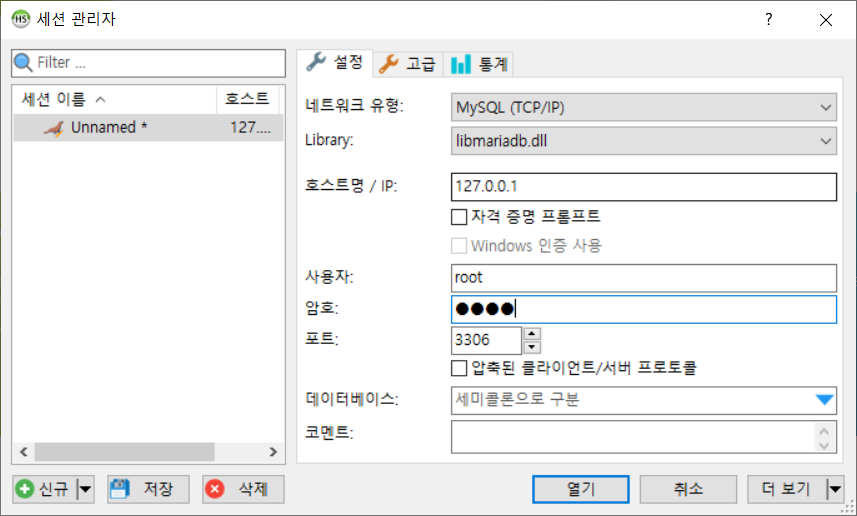 HS 세션 관리자
Filter ...
세션 이름 호스트
Unnamed * 127....
설정 고급 통계
네트워크 유형: MySQL (TCP/IP)
Library: libmariadb.dll
호스트명 / IP: 127.0.0.1
자격 증명 프롬프트
Windows 인증 사용
사용자: root
암호: ●●●●
포트: 3306
압축된 클라이언트/서버 프로토콜
데이터베이스: 세미콜론으로 구분
코멘트:
신규 저장 삭제 열기 취소 더 보기